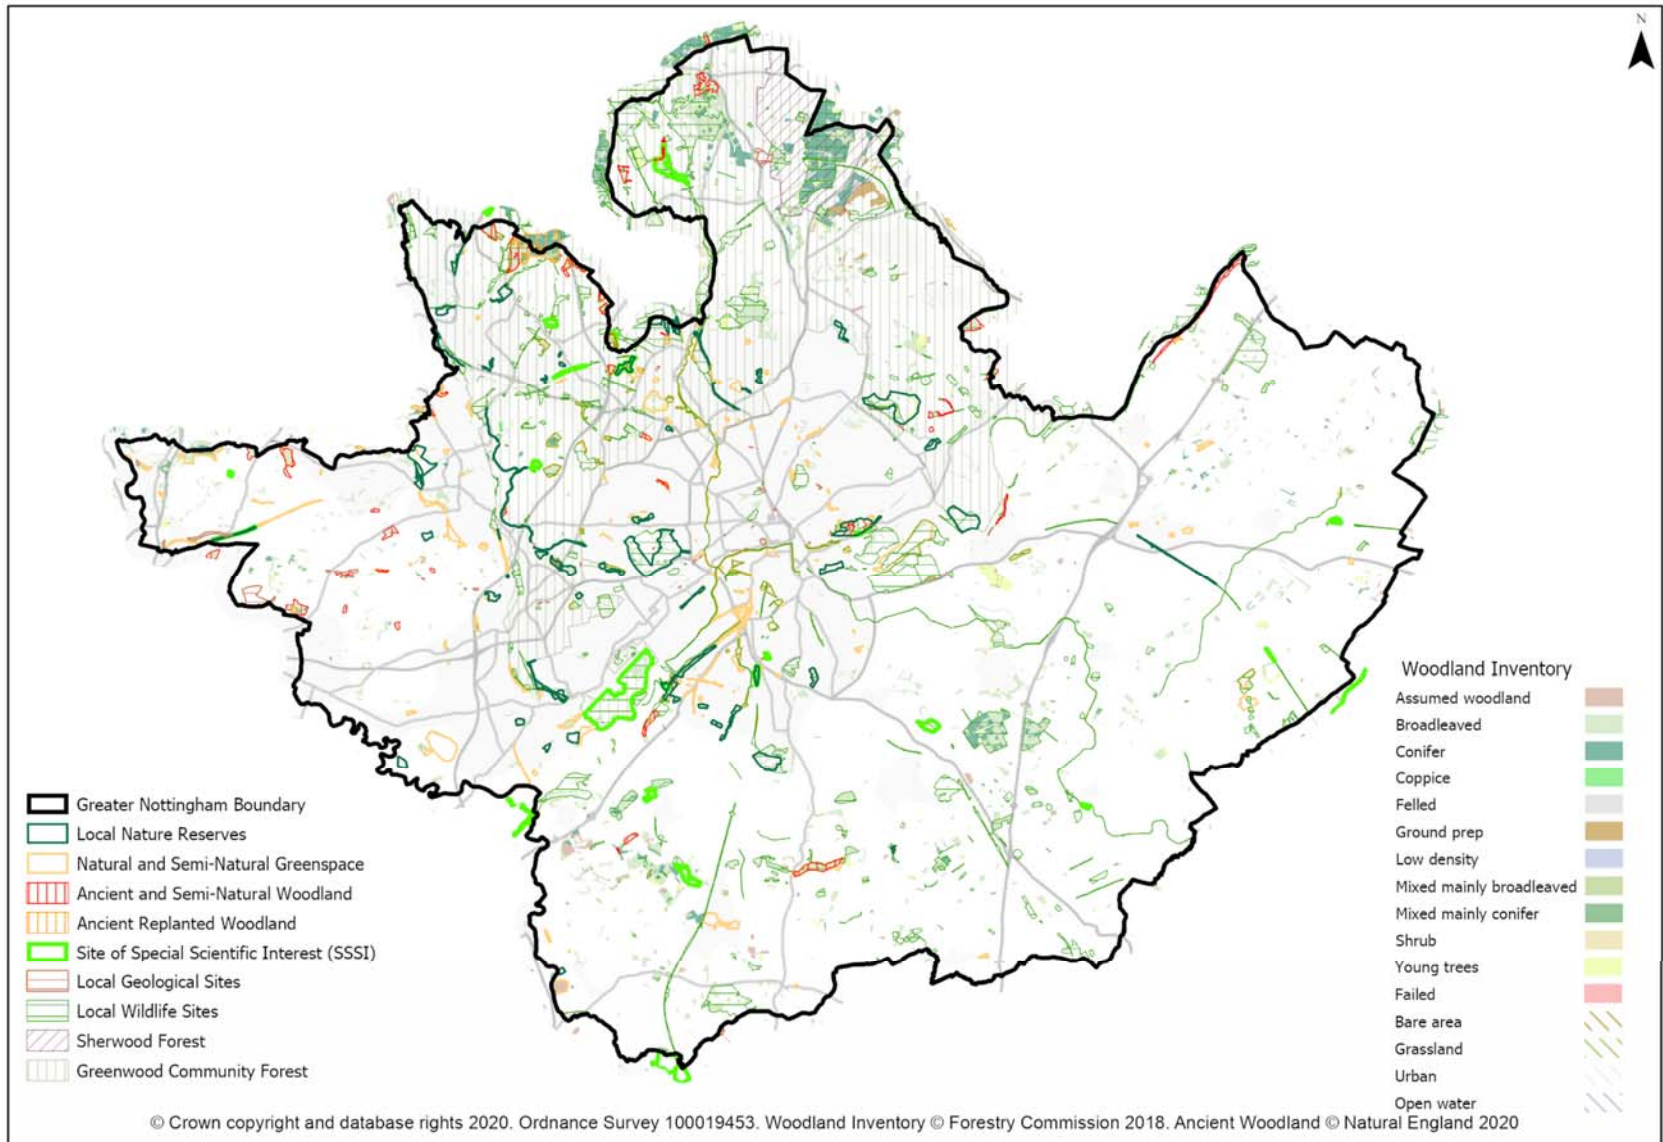 N
Woodland Inventory
Assumed woodland
Broadleaved
Conifer
Coppice
Felled
Ground prep
Low density
Mixed mainly broadleaved
Mixed mainly conifer
Shrub
Young trees
Failed
Bare area
Grassland
Urban
Open water
Greater Nottingham Boundary
Local Nature Reserves
Natural and Semi-Natural Greenspace
Ancient and Semi-Natural Woodland
Ancient Replanted Woodland
Site of Special Scientific Interest (SSSI)
Local Geological Sites
Local Wildlife Sites
Sherwood Forest
Greenwood Community Forest
© Crown copyright and database rights 2020. Ordnance Survey 100019453. Woodland Inventory © Forestry Commission 2018. Ancient Woodland © Natural England 2020